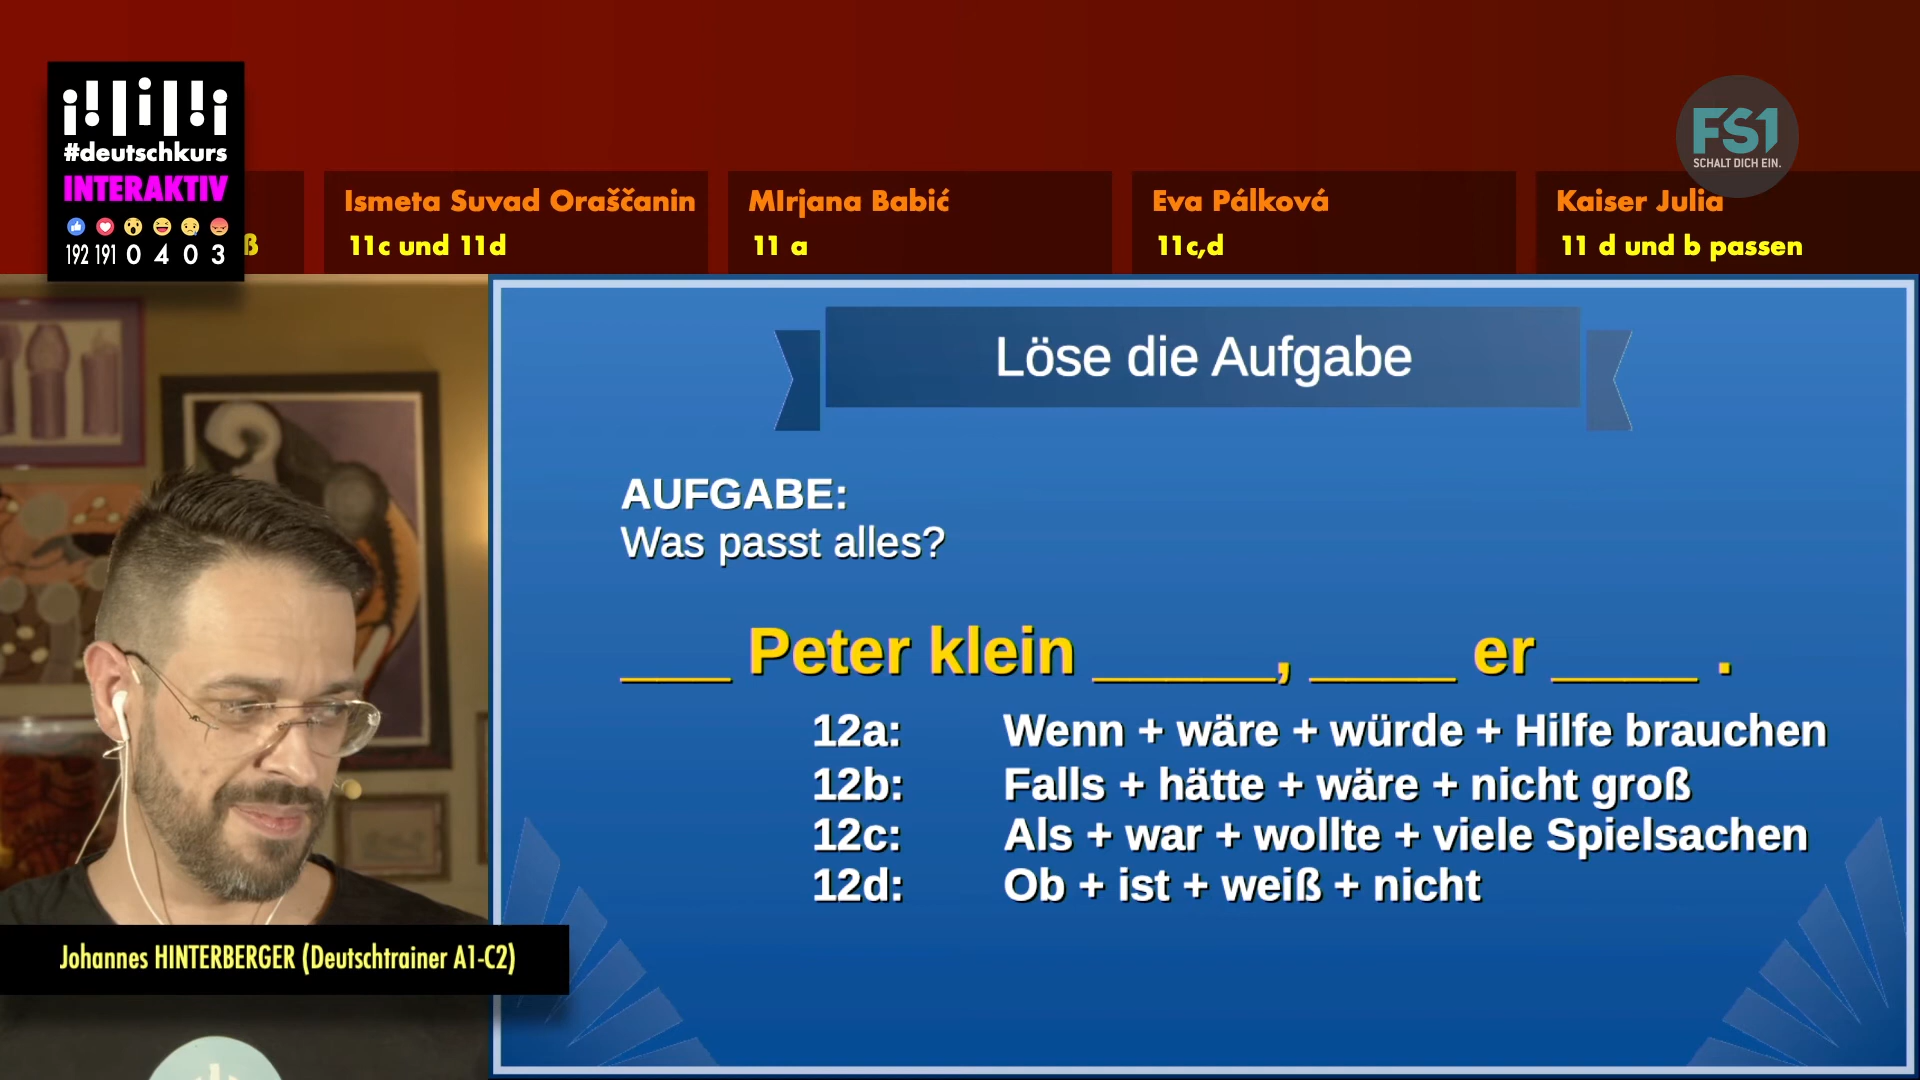 #deutschkurs
INTERAKTIV
192 191 0 4 0 3
ß
Ismeta Suvad Oraščanin
11c und 11d
MIrjana Babić
11 a
Eva Pálková
11c,d
Kaiser Julia
11 d und b passen
FS1
SCHALT DICH EIN.
Löse die Aufgabe
AUFGABE:
Was passt alles?
___ Peter klein _____, ____ er ____ .
12a: Wenn + wäre + würde + Hilfe brauchen
12b: Falls + hätte + wäre + nicht groß
12c: Als + war + wollte + viele Spielsachen
12d: Ob + ist + weiß + nicht
Johannes HINTERBERGER (Deutschtrainer A1-C2)